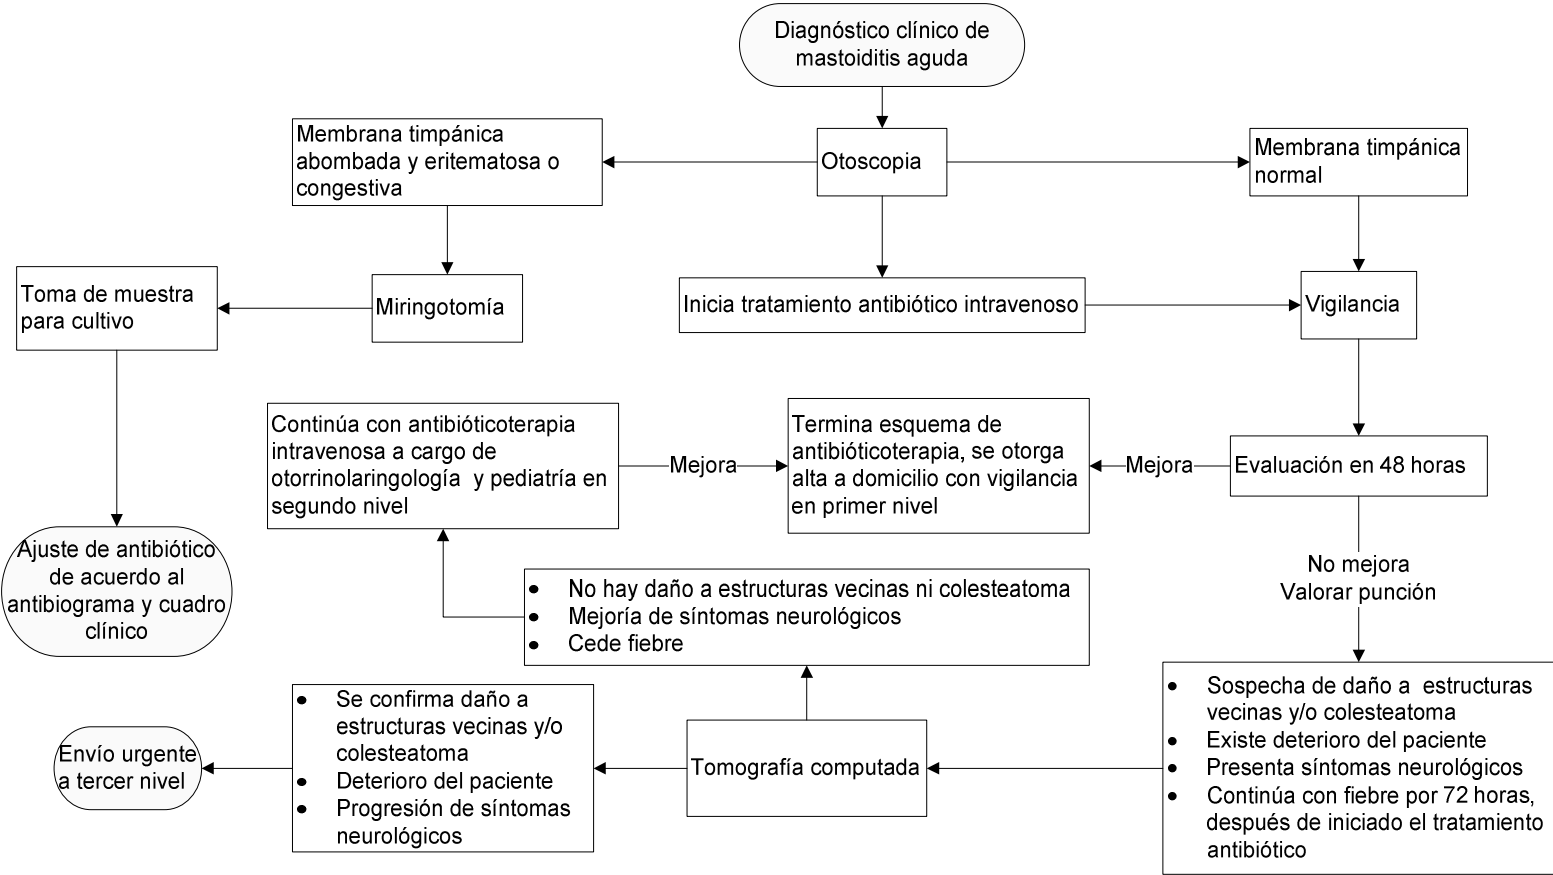 Diagnóstico clínico de
mastoiditis aguda
Membrana timpánica
abombada y eritematosa o
congestiva
Otoscopia
Membrana timpánica
normal
Toma de muestra
para cultivo
Miringotomía
Inicia tratamiento antibiótico intravenoso
Vigilancia
Continúa con antibióticoterapia
intravenosa a cargo de
otorrinolaringología y pediatría en
segundo nivel
Mejora
Termina esquema de
antibióticoterapia, se otorga
alta a domicilio con vigilancia
en primer nivel
Mejora
Evaluación en 48 horas
Ajuste de antibiótico
de acuerdo al
antibiograma y cuadro
clínico
No mejora
Valorar punción
• No hay daño a estructuras vecinas ni colesteatoma
• Mejoría de síntomas neurológicos
• Cede fiebre
Envío urgente
a tercer nivel
• Se confirma daño a
estructuras vecinas y/o
colesteatoma
• Deterioro del paciente
• Progresión de síntomas
neurológicos
Tomografía computada
• Sospecha de daño a estructuras
vecinas y/o colesteatoma
• Existe deterioro del paciente
• Presenta síntomas neurológicos
• Continúa con fiebre por 72 horas,
después de iniciado el tratamiento
antibiótico